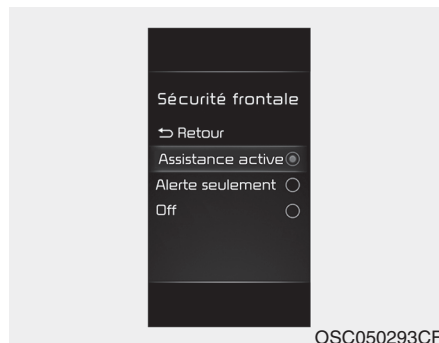 Sécurité frontale
⮌ Retour
Assistance active
Alerte seulement
Off
OSC050293CF